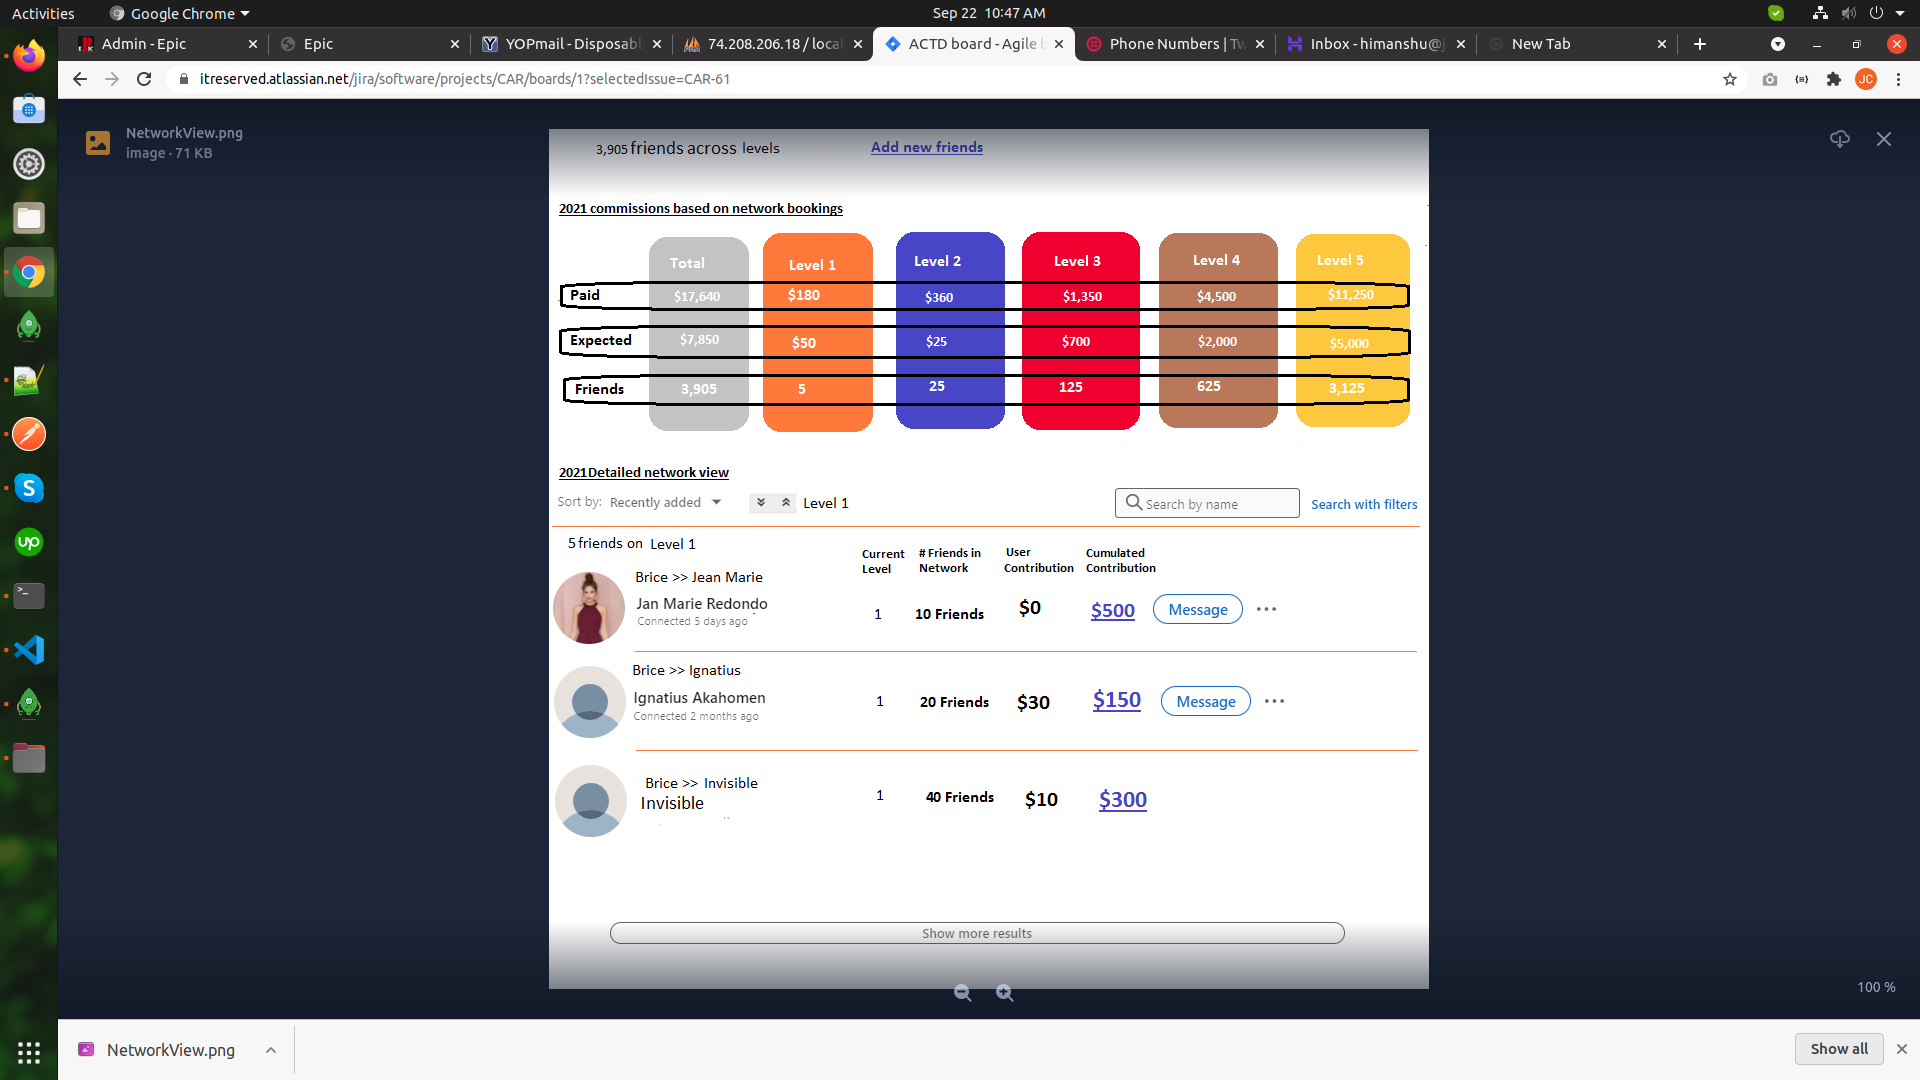 Activities
Google Chrome
Sep 22 10:47 AM
Admin - Epic
Epic
YOPmail - Disposabl
74.208.206.18 / local
ACTD board - Agile b
Phone Numbers | Tw
Inbox - himanshu@j
New Tab
itreserved.atlassian.net/jira/software/projects/CAR/boards/1?selectedIssue=CAR-61
JC
NetworkView.png
image · 71 KB
3,905 friends across levels
Add new friends
2021 commissions based on network bookings
Total Level 1 Level 2 Level 3 Level 4 Level 5
Paid $17,640 $180 $360 $1,350 $4,500 $11,250
Expected $7,850 $50 $25 $700 $2,000 $5,000
Friends 3,905 5 25 125 625 3,125
2021Detailed network view
Sort by: Recently added
Level 1
Search by name
Search with filters
5 friends on Level 1
Current Level
# Friends in Network
User Contribution
Cumulated Contribution
Brice >> Jean Marie
Jan Marie Redondo
Connected 5 days ago
1 10 Friends $0 $500 Message
Brice >> Ignatius
Ignatius Akahomen
Connected 2 months ago
1 20 Friends $30 $150 Message
Brice >> Invisible
Invisible
1 40 Friends $10 $300
Show more results
100 %
NetworkView.png
Show all